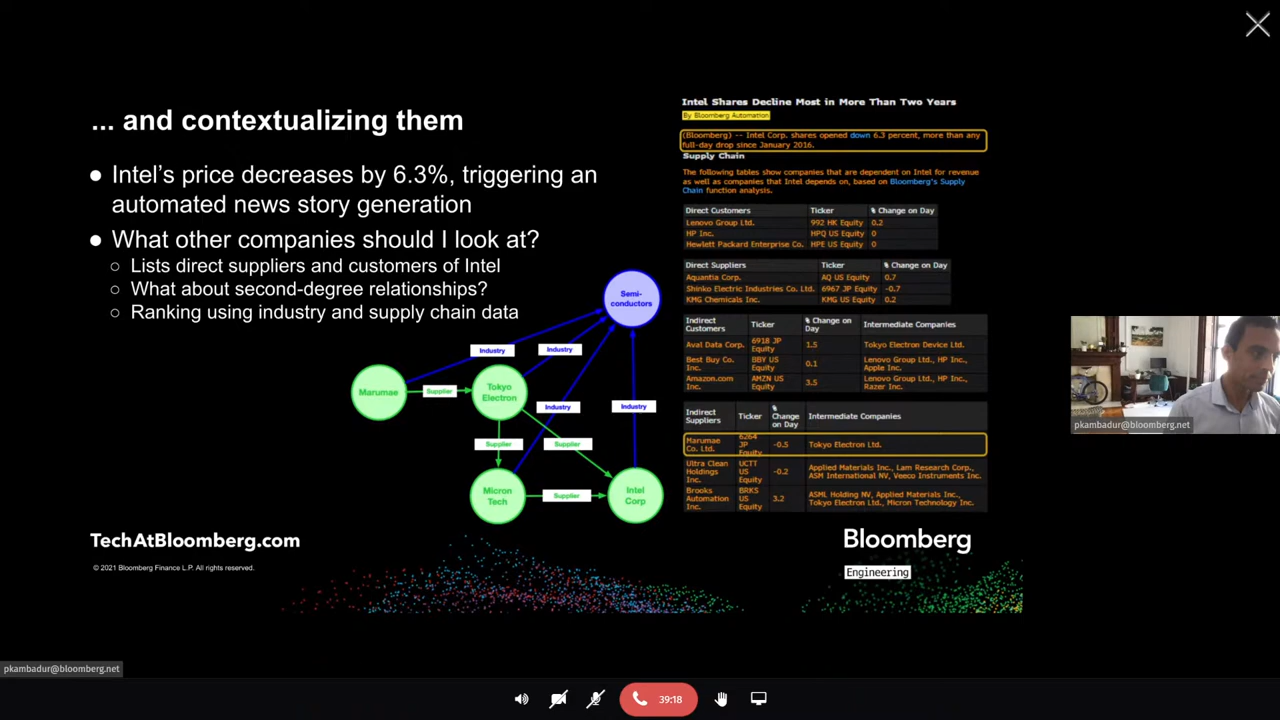 ... and contextualizing them
● Intel's price decreases by 6.3%, triggering an
automated news story generation
● What other companies should I look at?
○ Lists direct suppliers and customers of Intel
○ What about second-degree relationships?
○ Ranking using industry and supply chain data
Semi-
conductors
Industry
Industry
Marumae
Supplier
Tokyo
Electron
Industry
Industry
Supplier
Supplier
Micron
Tech
Supplier
Intel
Corp
TechAtBloomberg.com
© 2021 Bloomberg Finance L.P. All rights reserved.
Intel Shares Decline Most in More Than Two Years
By Bloomberg Automation
(Bloomberg) -- Intel Corp. shares opened down 6.3 percent, more than any
full-day drop since January 2016.
Supply Chain
The following tables show companies that are dependent on Intel for revenue
as well as companies that Intel depends on, based on Bloomberg's Supply
Chain function analysis.
Direct Customers Ticker % Change on Day
Lenovo Group Ltd. 992 HK Equity 0.2
HP Inc. HPQ US Equity 0
Hewlett Packard Enterprise Co. HPE US Equity 0
Direct Suppliers Ticker % Change on Day
Aquantia Corp. AQ US Equity 0.7
Shinko Electric Industries Co. Ltd. 6967 JP Equity -0.7
KMG Chemicals Inc. KMG US Equity 0.2
Indirect
Customers Ticker % Change on
Day Intermediate Companies
Aval Data Corp. 6918 JP
Equity 1.5 Tokyo Electron Device Ltd.
Best Buy Co.
Inc. BBY US
Equity 0.1 Lenovo Group Ltd., HP Inc.,
Apple Inc.
Amazon.com
Inc. AMZN US
Equity 3.5 Lenovo Group Ltd., HP Inc.,
Razer Inc.
Indirect
Suppliers Ticker %
Change
on Day Intermediate Companies
Marumae
Co. Ltd. 6264
JP
Equity -0.5 Tokyo Electron Ltd.
Ultra Clean
Holdings
Inc. UCTT
US
Equity -0.2 Applied Materials Inc., Lam Research Corp.,
ASM International NV, Veeco Instruments Inc.
Brooks
Automation
Inc. BRKS
US
Equity 3.2 ASML Holding NV, Applied Materials Inc.,
Tokyo Electron Ltd., Micron Technology Inc.
Bloomberg
Engineering
pkambadur@bloomberg.net
pkambadur@bloomberg.net
39:18